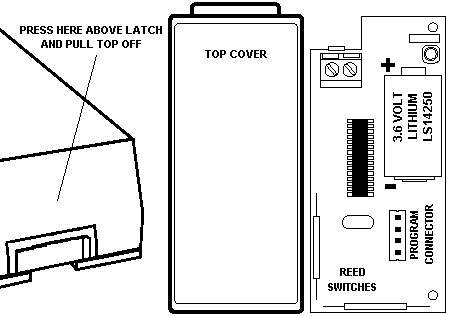 PRESS HERE ABOVE LATCH
AND PULL TOP OFF
TOP COVER
+
3.6 VOLT
LITHIUM
LS14250
-
PROGRAM
CONNECTOR
REED
SWITCHES